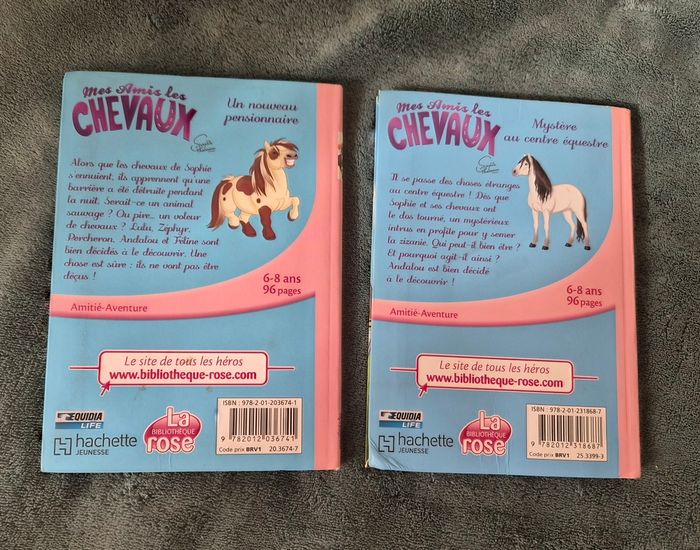 Mes Amis les
CHEVAUX
Un nouveau
pensionnaire
Alors que les chevaux de Sophie
s'ennuient, ils apprennent qu'une
barrière a été détruite pendant
la nuit. Serait-ce un animal
sauvage ? Ou pire... un voleur
de chevaux ? Lulu, Zéphyr,
Percheron, Andalou et Féline sont
bien décidés à le découvrir. Une
chose est sûre : ils ne vont pas être
déçus !
6-8 ans
96 pages
Amitié-Aventure
Le site de tous les héros
www.bibliotheque-rose.com
EQUIDIA
LIFE
hachette
JEUNESSE
La
BIBLIOTHÈQUE
rose
ISBN : 978-2-01-203674-1
9 782012 036741
Code prix BRV1 20.3674-7
Mes Amis les
CHEVAUX
Mystère
au centre équestre
Il se passe des choses étranges
au centre équestre ! Dès que
Sophie et ses chevaux ont
le dos tourné, un mystérieux
intrus en profite pour y semer
la zizanie. Qui peut-il bien être ?
Et pourquoi agit-il ainsi ?
Andalou est bien décidé
à le découvrir !
6-8 ans
96 pages
Amitié-Aventure
Le site de tous les héros
www.bibliotheque-rose.com
EQUIDIA
LIFE
hachette
JEUNESSE
La
BIBLIOTHÈQUE
rose
ISBN : 978-2-01-231868-7
9 782012 318687
Code prix BRV1 25.3399-3